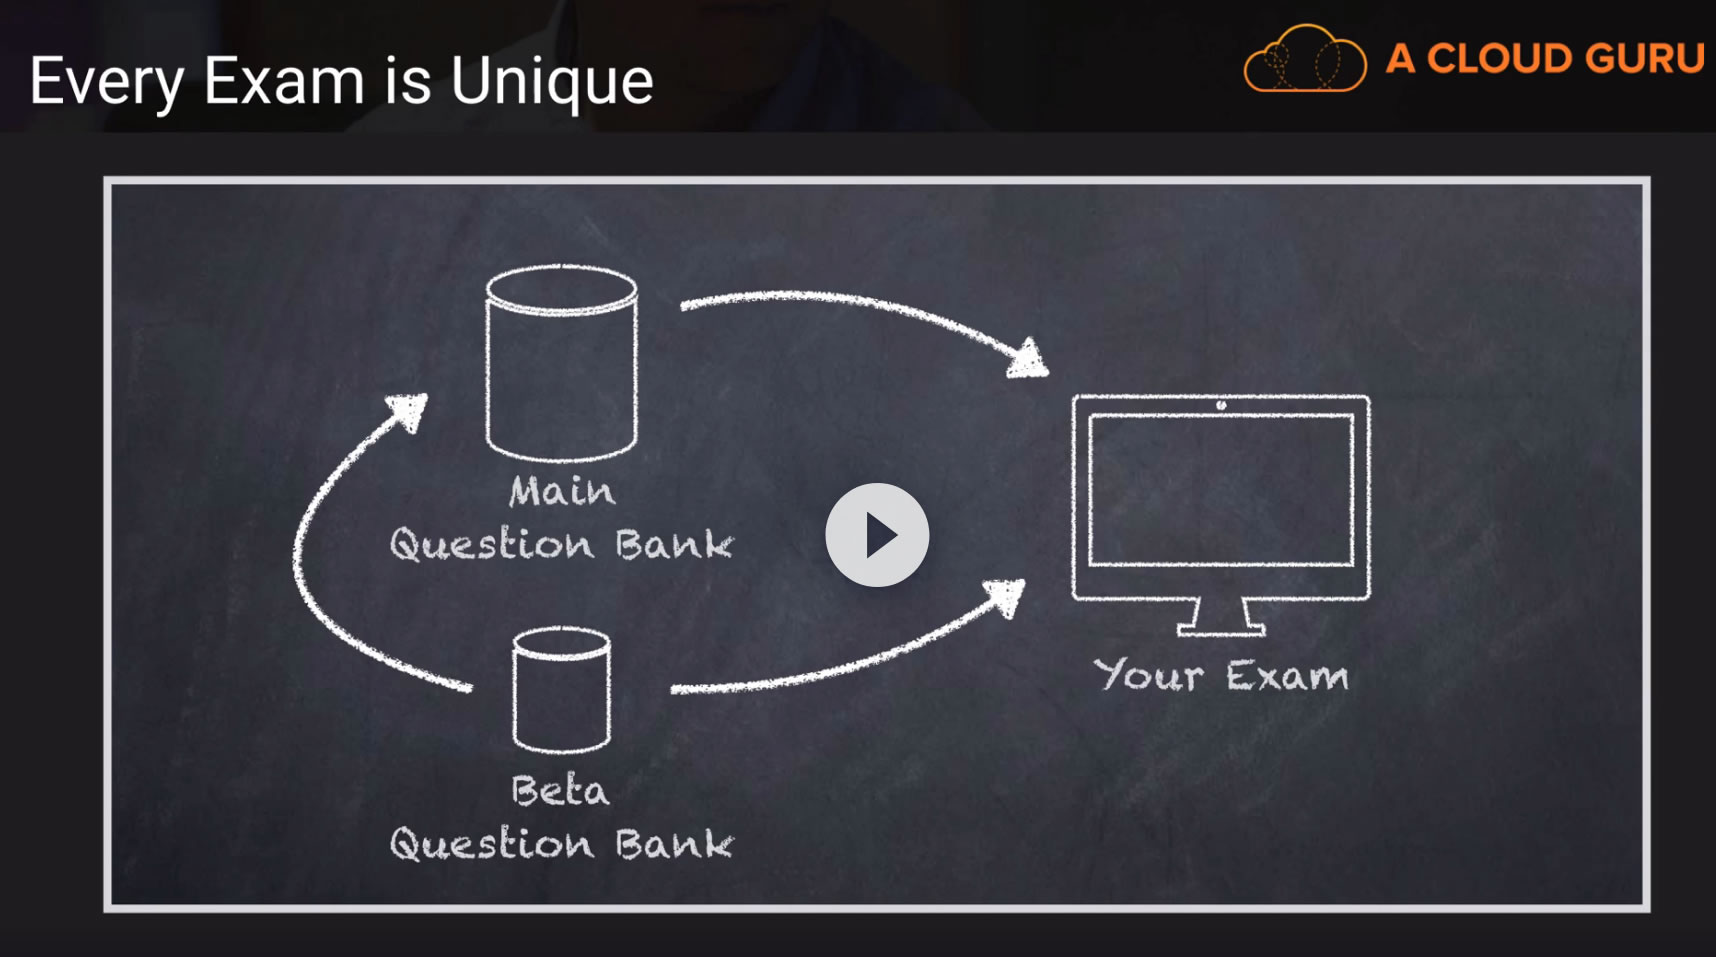 Every Exam is Unique
A CLOUD GURU
Main
Question Bank
Your Exam
Beta
Question Bank